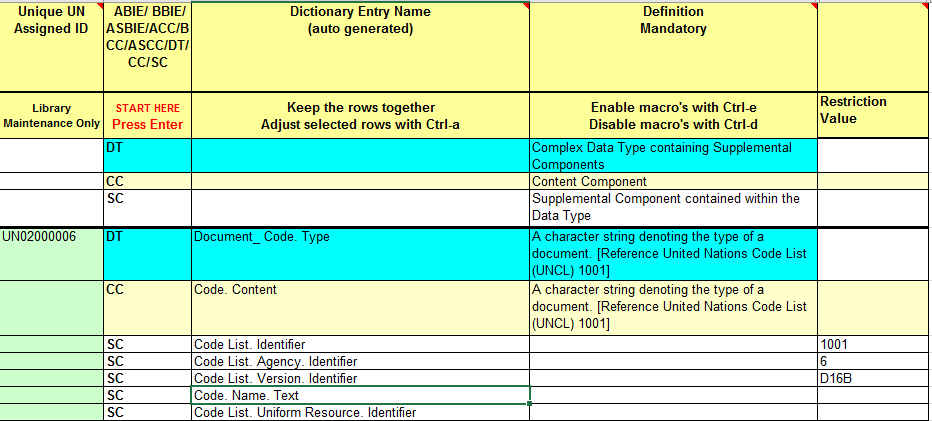 Unique UN
Assigned ID
ABIE/ BBIE/
ASBIE/ACC/B
CC/ASCC/DT/
CC/SC
Dictionary Entry Name
(auto generated)
Definition
Mandatory
Library
Maintenance Only
START HERE
Press Enter
Keep the rows together
Adjust selected rows with Ctrl-a
Enable macro's with Ctrl-e
Disable macro's with Ctrl-d
Restriction
Value
DT
Complex Data Type containing Supplemental
Components
CC
Content Component
SC
Supplemental Component contained within the
Data Type
UN02000006
DT
Document_ Code. Type
A character string denoting the type of a
document. [Reference United Nations Code List
(UNCL) 1001]
CC
Code. Content
A character string denoting the type of a
document. [Reference United Nations Code List
(UNCL) 1001]
SC
Code List. Identifier
1001
SC
Code List. Agency. Identifier
6
SC
Code List. Version. Identifier
D16B
SC
Code. Name. Text
SC
Code List. Uniform Resource. Identifier